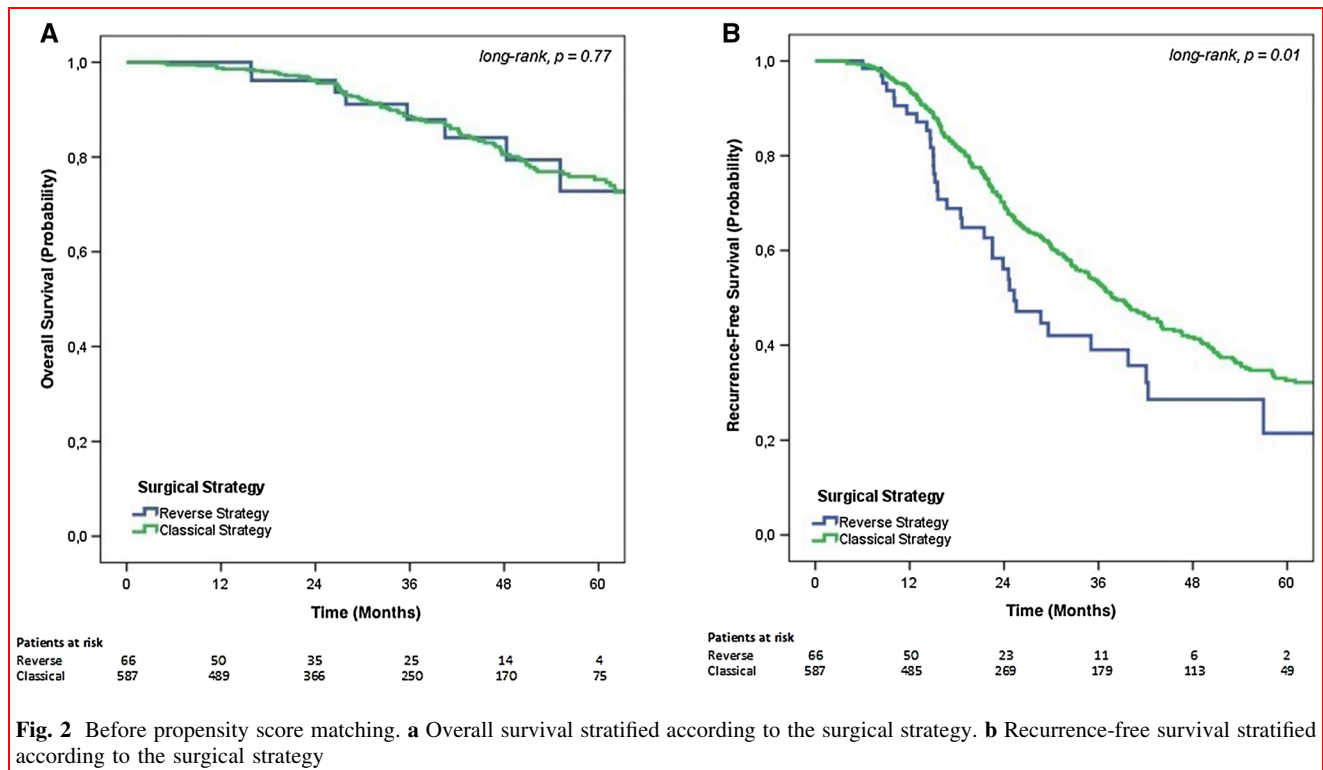 A
long-rank, p = 0.77
1,0
0,8
0,6
0,4
0,2
0,0
Overall Survival (Probability)
Surgical Strategy
Reverse Strategy
Classical Strategy
0 12 24 36 48 60
Time (Months)
Patients at risk
Reverse 66 50 35 25 14 4
Classical 587 489 366 250 170 75
B
long-rank, p = 0.01
1,0
0,8
0,6
0,4
0,2
0,0
Recurrence-Free Survival (Probability)
Surgical Strategy
Reverse Strategy
Classical Strategy
0 12 24 36 48 60
Time (Months)
Patients at risk
Reverse 66 50 23 11 6 2
Classical 587 485 269 179 113 49
Fig. 2 Before propensity score matching. a Overall survival stratified according to the surgical strategy. b Recurrence-free survival stratified
according to the surgical strategy